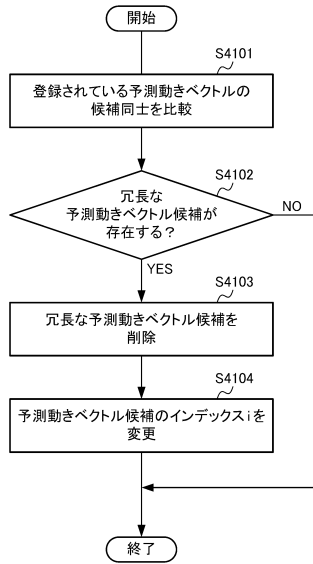 開始
S4101
登録されている予測動きベクトルの
候補同士を比較
S4102
冗長な
予測動きベクトル候補が
存在する？
NO
YES
S4103
冗長な予測動きベクトル候補を
削除
S4104
予測動きベクトル候補のインデックスiを
変更
終了